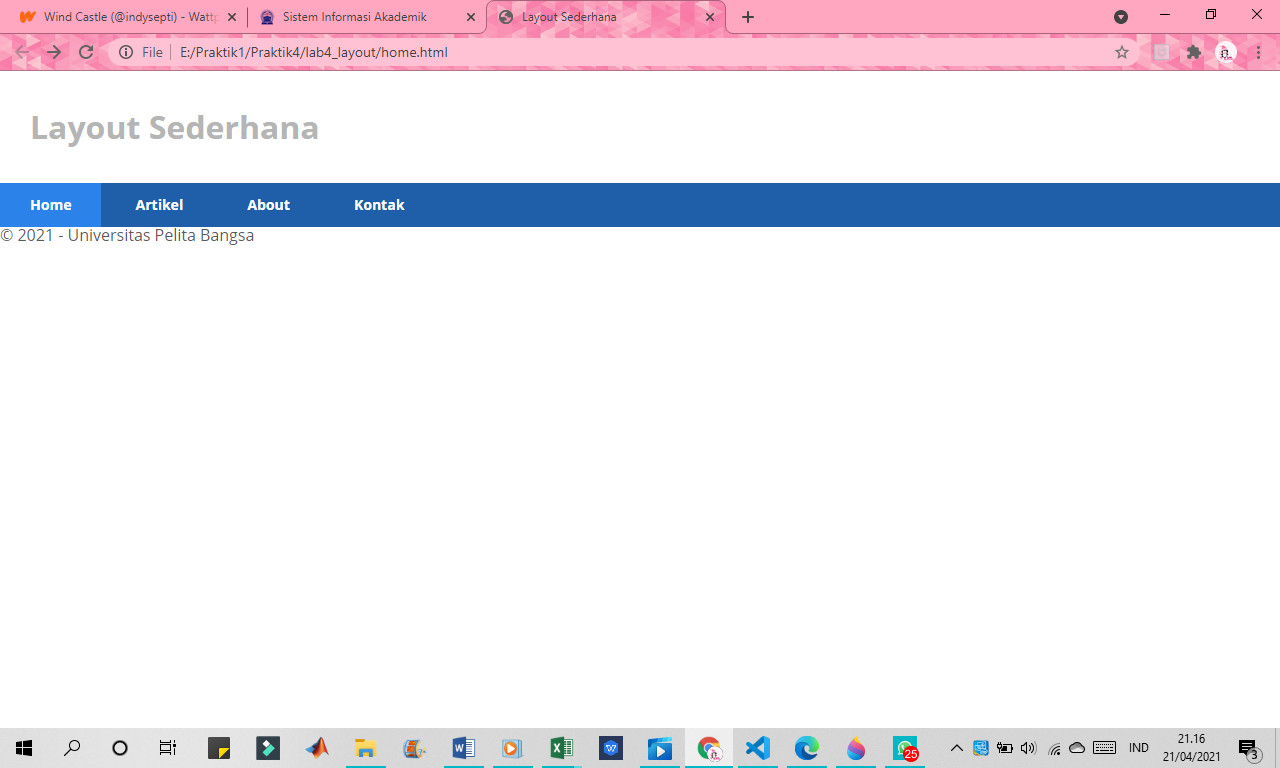 Wind Castle (@indysepti) - Wattp
Sistem Informasi Akademik
Layout Sederhana
File
E:/Praktik1/Praktik4/lab4_layout/home.html
Layout Sederhana
Home Artikel About Kontak
© 2021 - Universitas Pelita Bangsa
25
IND
21.16
21/04/2021
3